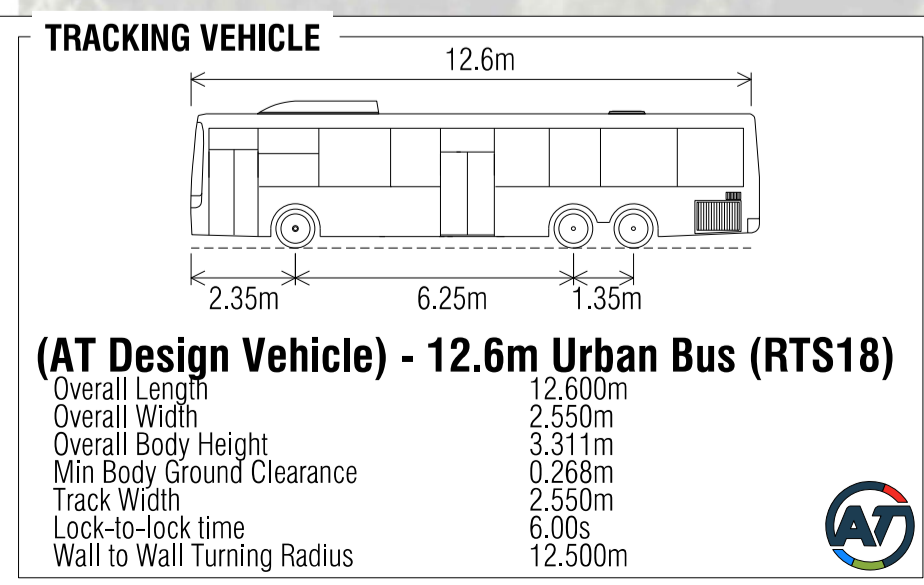 TRACKING VEHICLE
12.6m
2.35m 6.25m 1.35m
(AT Design Vehicle) - 12.6m Urban Bus (RTS18)
Overall Length 12.600m
Overall Width 2.550m
Overall Body Height 3.311m
Min Body Ground Clearance 0.268m
Track Width 2.550m
Lock-to-lock time 6.00s
Wall to Wall Turning Radius 12.500m
AT